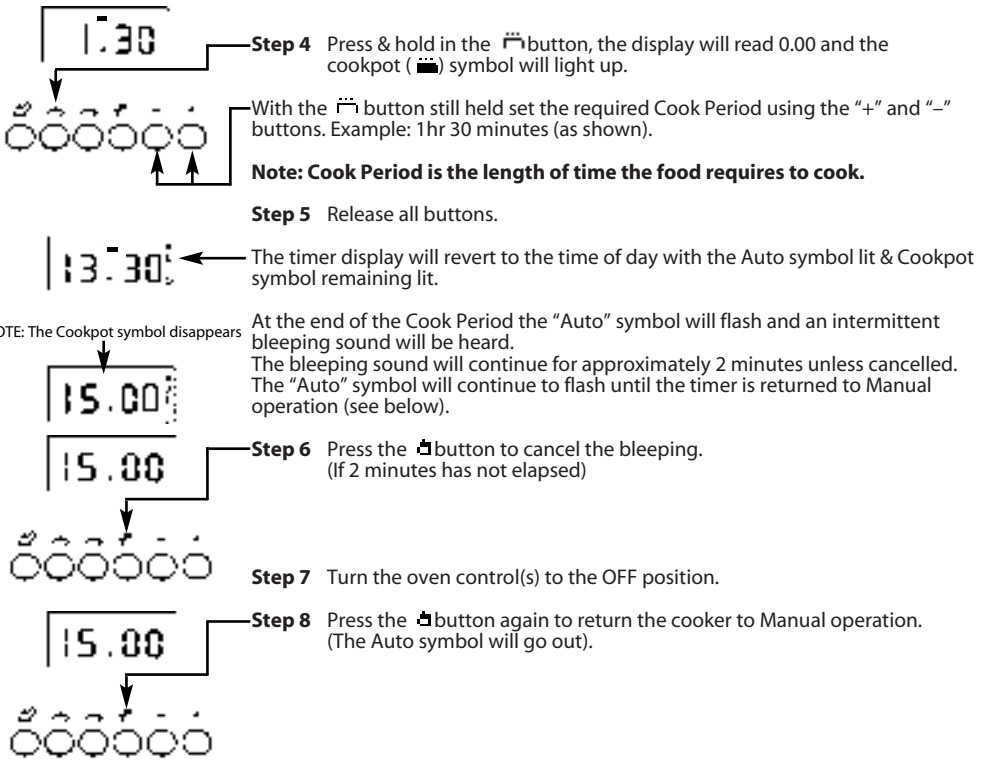 1.30
Step 4 Press & hold in the button, the display will read 0.00 and the
cookpot ( ) symbol will light up.
With the button still held set the required Cook Period using the “+” and “–”
buttons. Example: 1hr 30 minutes (as shown).
Note: Cook Period is the length of time the food requires to cook.
Step 5 Release all buttons.
13.30
The timer display will revert to the time of day with the Auto symbol lit & Cookpot
symbol remaining lit.
OTE: The Cookpot symbol disappears
At the end of the Cook Period the “Auto” symbol will flash and an intermittent
bleeping sound will be heard.
The bleeping sound will continue for approximately 2 minutes unless cancelled.
The “Auto” symbol will continue to flash until the timer is returned to Manual
operation (see below).
15.00
15.00
Step 6 Press the button to cancel the bleeping.
(If 2 minutes has not elapsed)
Step 7 Turn the oven control(s) to the OFF position.
15.00
Step 8 Press the button again to return the cooker to Manual operation.
(The Auto symbol will go out).